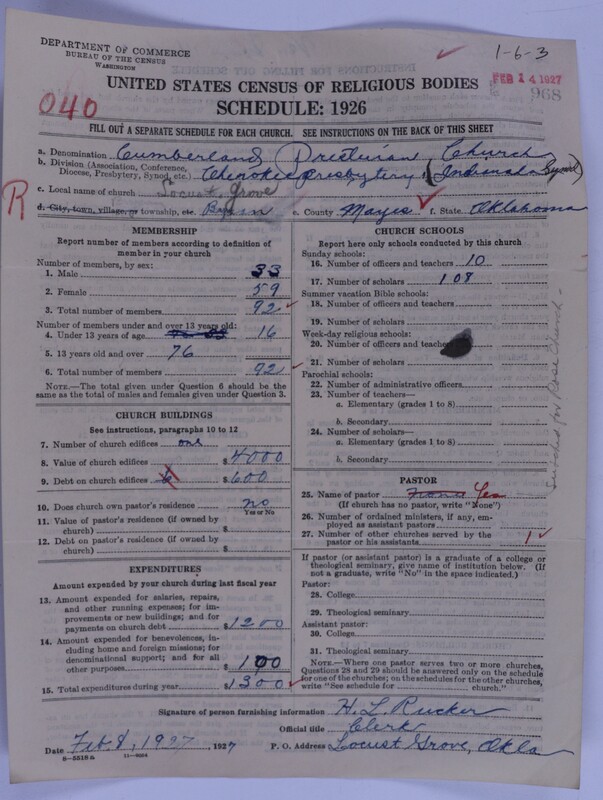 DEPARTMENT OF COMMERCE
BUREAU OF THE CENSUS
WASHINGTON
1-6-3
UNITED STATES CENSUS OF RELIGIOUS BODIES
FEB 14 1927
968
040
SCHEDULE: 1926
FILL OUT A SEPARATE SCHEDULE FOR EACH CHURCH. SEE INSTRUCTIONS ON THE BACK OF THIS SHEET
a. Denomination Cumberland Church
b. Division (Association, Conference, Diocese, Presbytery, Synod, etc.) Cherokee presbytery (Indianola Synod)
R
c. Local name of church Locust Grove
d. City, town, village, or township, etc. e. County Mayes f. State Oklahoma
MEMBERSHIP
Report number of members according to definition of
member in your church
Number of members, by sex:
1. Male 33
2. Female 59
3. Total number of members 92
Number of members under and over 13 years old:
4. Under 13 years of age 16
5. 13 years old and over 76
6. Total number of members 92
NOTE.—The total given under Question 6 should be
same as the total of males and females given under Question 3.
CHURCH BUILDINGS
See instructions, paragraphs 10 to 12
7. Number of church edifices one
8. Value of church edifices $4000
9. Debt on church edifices $600
10. Does church own pastor's residence no
Yes or No
11. Value of pastor's residence (if owned by
church) $
12. Debt on pastor's residence (if owned by
church) $
EXPENDITURES
Amount expended by your church during last fiscal year
13. Amount expended for salaries, repairs,
and other running expenses; for im-
provements or new buildings; and for
payments on church debt $1200
14. Amount expended for benevolences, in-
cluding home and foreign missions; for
denominational support; and for all
other purposes $100
15. Total expenditures during year $1300
CHURCH SCHOOLS
Report here only schools conducted by this church
Sunday schools:
16. Number of officers and teachers 10
17. Number of scholars 108
Summer vacation Bible schools:
18. Number of officers and teachers
19. Number of scholars
Week-day religious schools:
20. Number of officers and teachers
21. Number of scholars
Parochial schools:
22. Number of administrative officers
23. Number of teachers—
a. Elementary (grades 1 to 8)
b. Secondary
24. Number of scholars—
a. Elementary (grades 1 to 8)
b. Secondary
PASTOR
25. Name of pastor None Yes
(If church has no pastor, write "None")
26. Number of ordained ministers, if any, em-
ployed as assistant pastors
27. Number of other churches served by the
pastor or his assistants 1
If pastor (or assistant pastor) is a graduate of a college or
theological seminary, give name of institution below. (If
not a graduate, write "No" in the space indicated.)
Pastor:
28. College
29. Theological seminary
Assistant pastor:
30. College
31. Theological seminary
NOTE.—Where one pastor serves two or more churches,
Questions 28 and 29 should be answered only on the schedule
for one of the churches; on the schedules for the other churches,
write "See schedule for church."
Signature of person furnishing information H. L. Rucker
Official title Clerk
Date Feb. 8, 1927, 1927 P. O. Address Locust Grove, Okla
8-5518 a